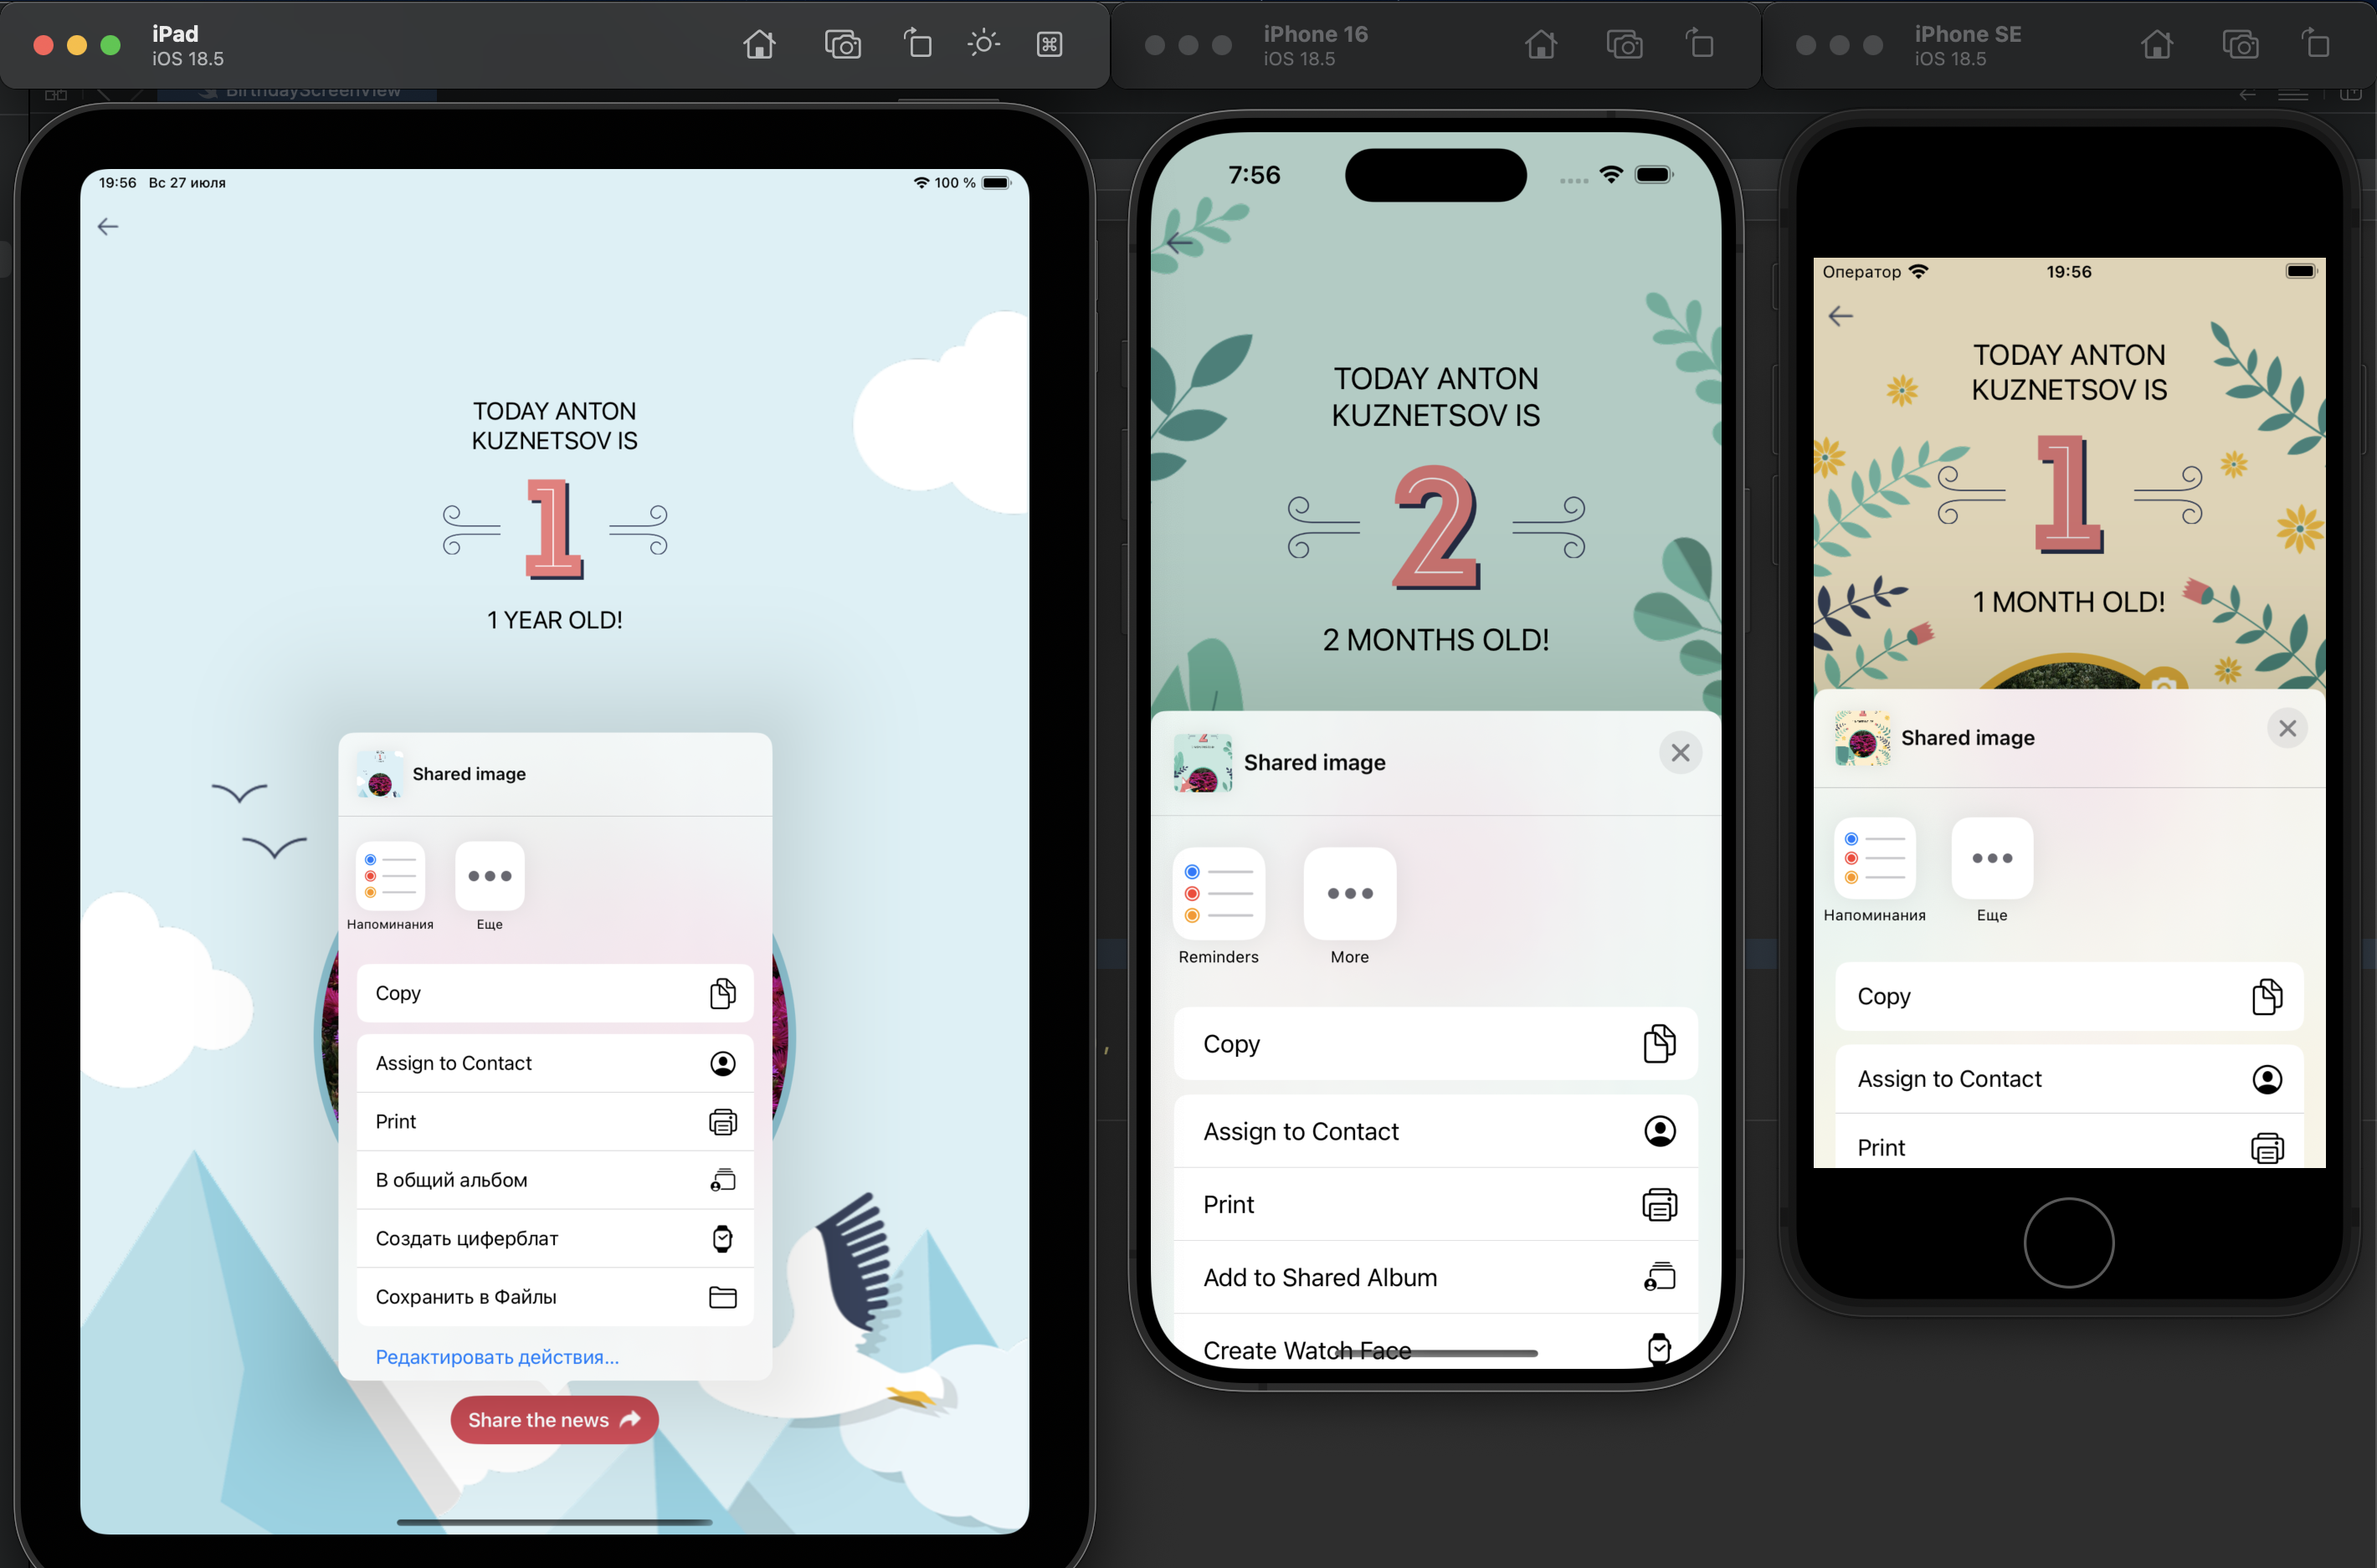 iPad
iOS 18.5
iPhone 16
iOS 18.5
iPhone SE
iOS 18.5
BirthdayScreenView
19:56 Вс 27 июля
100 %
TODAY ANTON
KUZNETSOV IS
1
1 YEAR OLD!
Shared image
Напоминания
Еще
Copy
Assign to Contact
Print
В общий альбом
Создать циферблат
Сохранить в Файлы
Редактировать действия...
Share the news
7:56
TODAY ANTON
KUZNETSOV IS
2
2 MONTHS OLD!
Shared image
Reminders
More
Copy
Assign to Contact
Print
Add to Shared Album
Create Watch Face
Оператор
19:56
TODAY ANTON
KUZNETSOV IS
1
1 MONTH OLD!
Shared image
Напоминания
Еще
Copy
Assign to Contact
Print